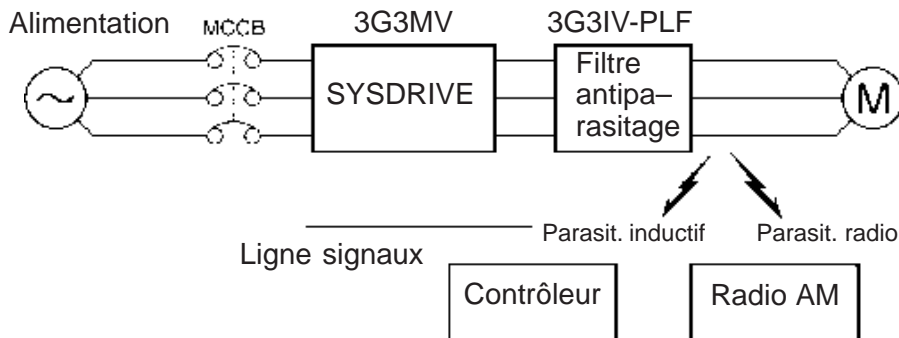 Alimentation
MCCB
3G3MV
3G3IV-PLF
SYSDRIVE
Filtre
antipa–
rasitage
M
Parasit. inductif
Parasit. radio
Ligne signaux
Contrôleur
Radio AM